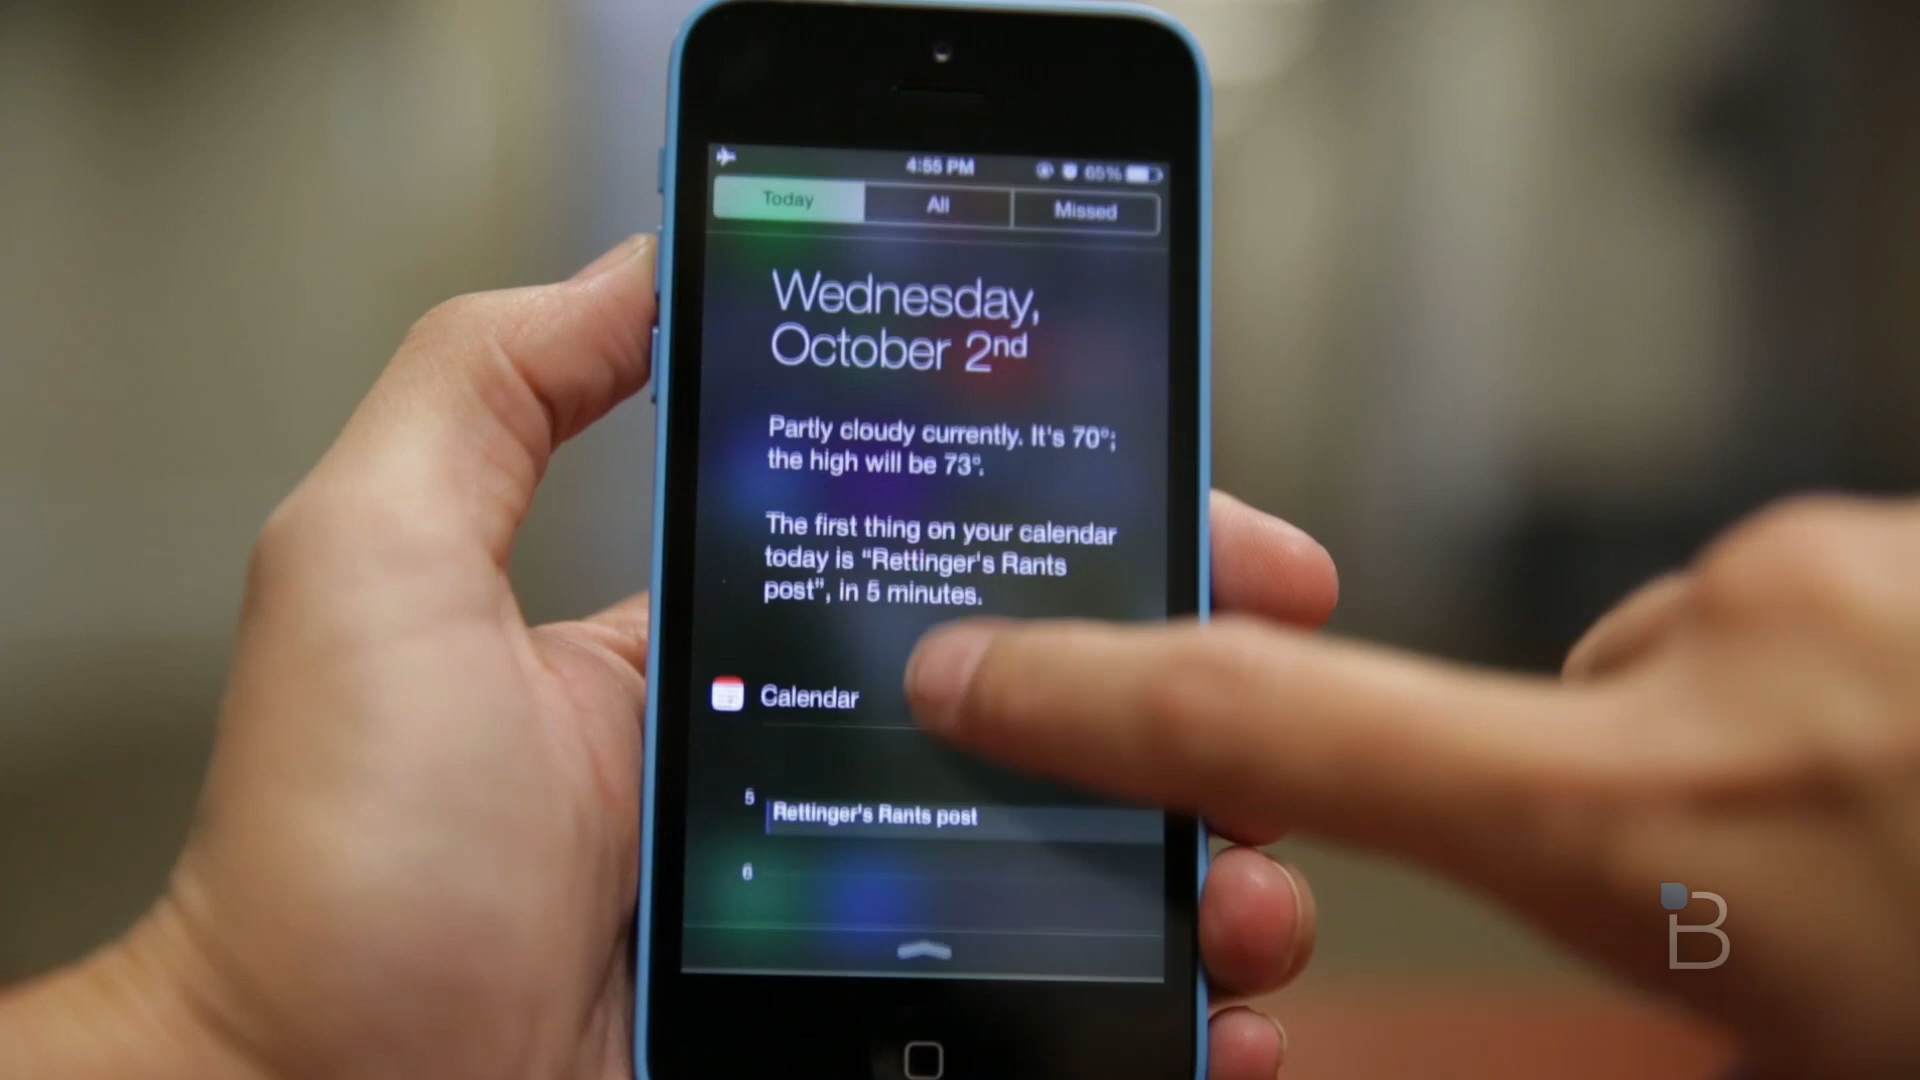 4:55 PM 65%
Today All Missed
Wednesday,
October 2nd
Partly cloudy currently. It's 70°;
the high will be 73°.
The first thing on your calendar
today is “Rettinger's Rants
post”, in 5 minutes.
Calendar
5
Rettinger's Rants post
6
B